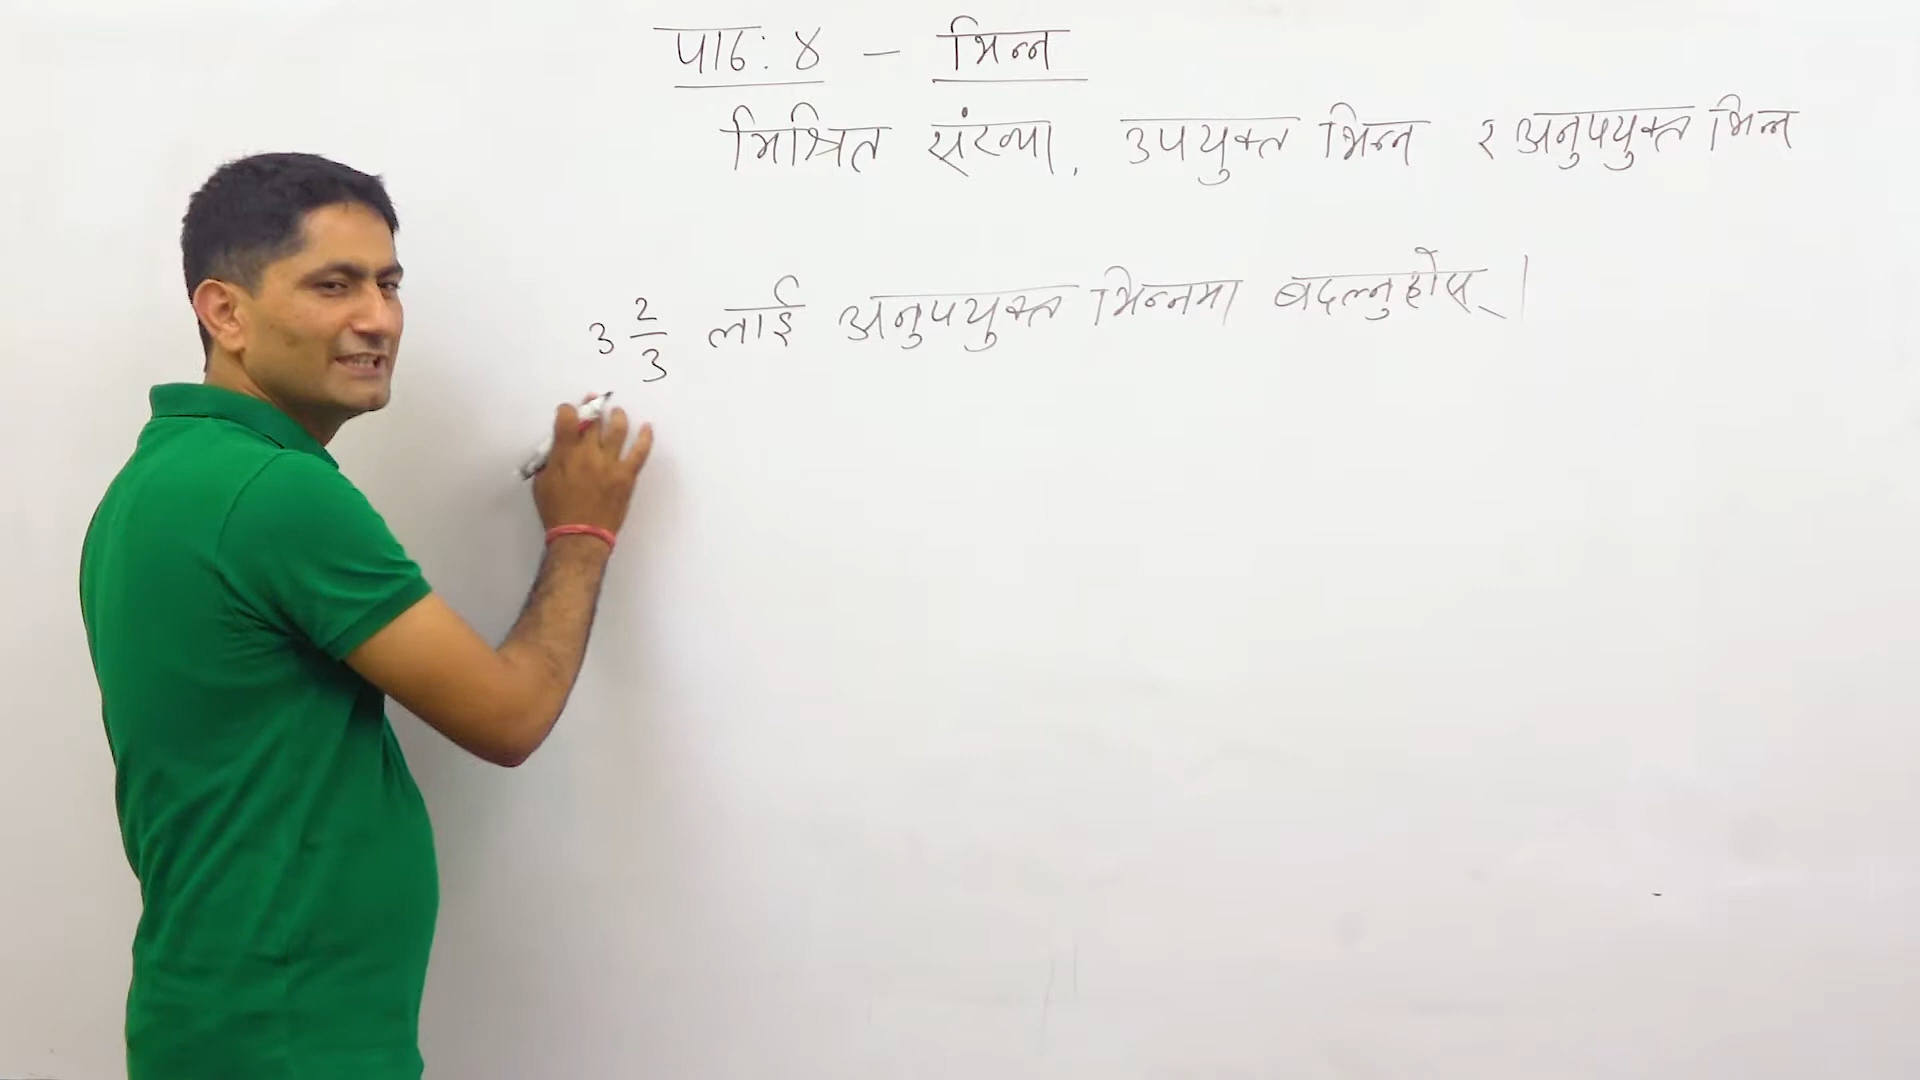 पाठ: ४ - भिन्न
मिश्रित संख्या, उपयुक्त भिन्न र अनुपयुक्त भिन्न
3 2/3 लाई अनुपयुक्त भिन्नमा बदल्नुहोस् ।